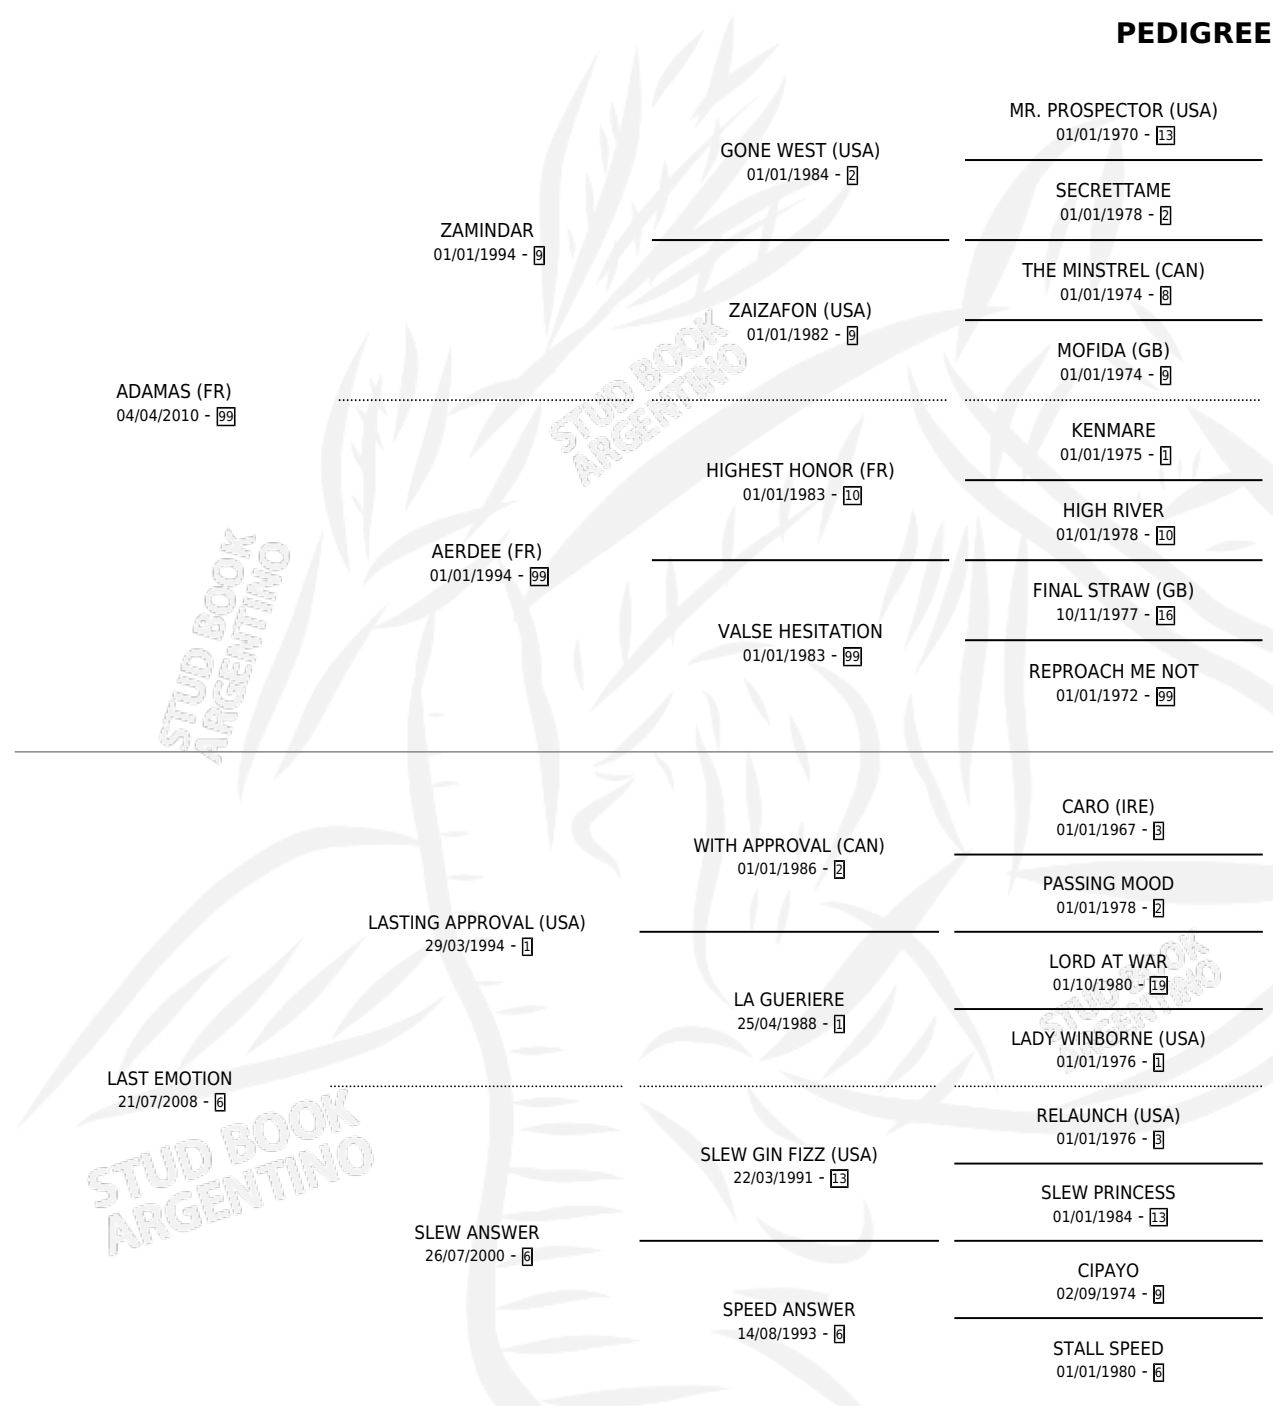 PEDIGREE
MR. PROSPECTOR (USA)
01/01/1970 - 13
GONE WEST (USA)
01/01/1984 - 2
SECRETTAME
01/01/1978 - 2
ZAMINDAR
01/01/1994 - 9
THE MINSTREL (CAN)
01/01/1974 - 8
ZAIZAFON (USA)
01/01/1982 - 9
MOFIDA (GB)
01/01/1974 - 9
ADAMAS (FR)
04/04/2010 - 99
KENMARE
01/01/1975 - 1
HIGHEST HONOR (FR)
01/01/1983 - 10
HIGH RIVER
01/01/1978 - 10
AERDEE (FR)
01/01/1994 - 99
FINAL STRAW (GB)
10/11/1977 - 16
VALSE HESITATION
01/01/1983 - 99
REPROACH ME NOT
01/01/1972 - 99
CARO (IRE)
01/01/1967 - 3
WITH APPROVAL (CAN)
01/01/1986 - 2
PASSING MOOD
01/01/1978 - 2
LASTING APPROVAL (USA)
29/03/1994 - 1
LORD AT WAR
01/10/1980 - 19
LA GUERIERE
25/04/1988 - 1
LADY WINBORNE (USA)
01/01/1976 - 1
LAST EMOTION
21/07/2008 - 6
RELAUNCH (USA)
01/01/1976 - 3
SLEW GIN FIZZ (USA)
22/03/1991 - 13
SLEW PRINCESS
01/01/1984 - 13
SLEW ANSWER
26/07/2000 - 6
CIPAYO
02/09/1974 - 9
SPEED ANSWER
14/08/1993 - 6
STALL SPEED
01/01/1980 - 6
STUD BOOK
ARGENTINO
STUD BOOK
ARGENTINO
STUD BOOK
ARGENTINO
STUD BOOK
ARGENTINO